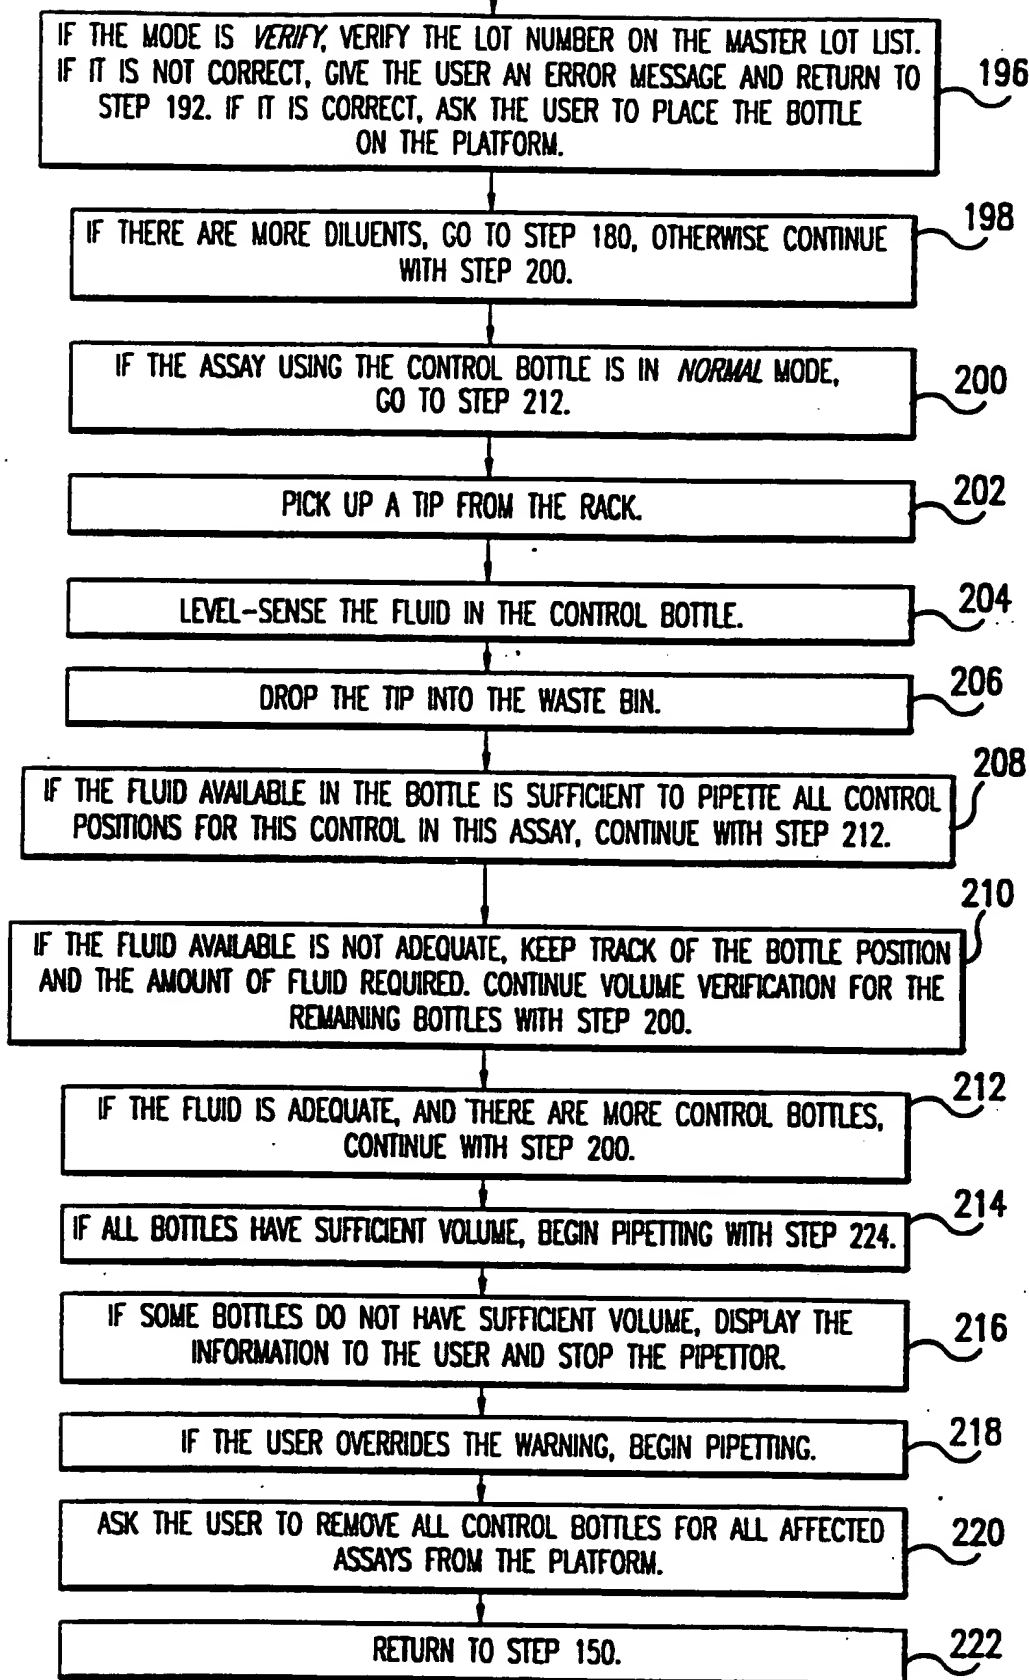 IF THE MODE IS VERIFY, VERIFY THE LOT NUMBER ON THE MASTER LOT LIST.
IF IT IS NOT CORRECT, GIVE THE USER AN ERROR MESSAGE AND RETURN TO
STEP 192. IF IT IS CORRECT, ASK THE USER TO PLACE THE BOTTLE
ON THE PLATFORM.
196
IF THERE ARE MORE DILUENTS, GO TO STEP 180, OTHERWISE CONTINUE
WITH STEP 200.
198
IF THE ASSAY USING THE CONTROL BOTTLE IS IN NORMAL MODE,
GO TO STEP 212.
200
PICK UP A TIP FROM THE RACK.
202
LEVEL-SENSE THE FLUID IN THE CONTROL BOTTLE.
204
DROP THE TIP INTO THE WASTE BIN.
206
IF THE FLUID AVAILABLE IN THE BOTTLE IS SUFFICIENT TO PIPETTE ALL CONTROL
POSITIONS FOR THIS CONTROL IN THIS ASSAY, CONTINUE WITH STEP 212.
208
IF THE FLUID AVAILABLE IS NOT ADEQUATE, KEEP TRACK OF THE BOTTLE POSITION
AND THE AMOUNT OF FLUID REQUIRED. CONTINUE VOLUME VERIFICATION FOR THE
REMAINING BOTTLES WITH STEP 200.
210
IF THE FLUID IS ADEQUATE, AND THERE ARE MORE CONTROL BOTTLES,
CONTINUE WITH STEP 200.
212
IF ALL BOTTLES HAVE SUFFICIENT VOLUME, BEGIN PIPETTING WITH STEP 224.
214
IF SOME BOTTLES DO NOT HAVE SUFFICIENT VOLUME, DISPLAY THE
INFORMATION TO THE USER AND STOP THE PIPETTOR.
216
IF THE USER OVERRIDES THE WARNING, BEGIN PIPETTING.
218
ASK THE USER TO REMOVE ALL CONTROL BOTTLES FOR ALL AFFECTED
ASSAYS FROM THE PLATFORM.
220
RETURN TO STEP 150.
222